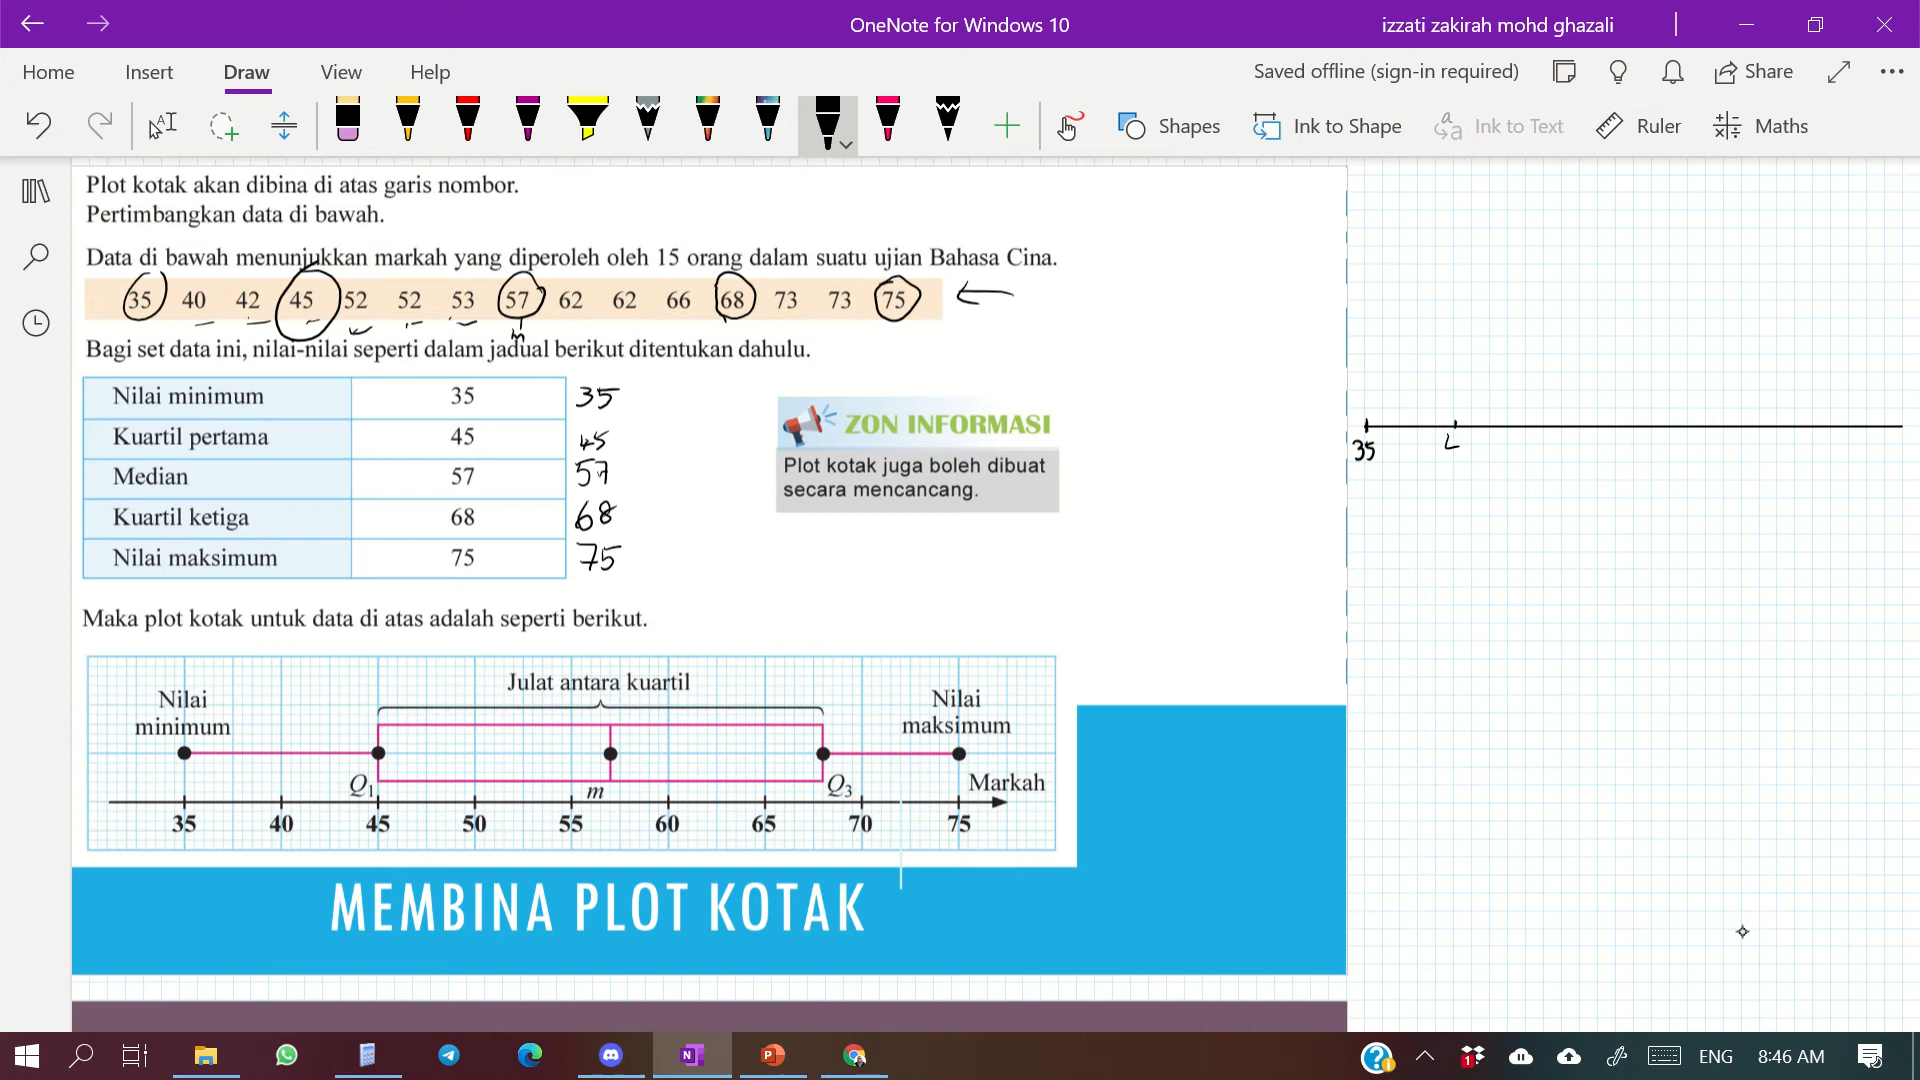 OneNote for Windows 10
izzati zakirah mohd ghazali
Home Insert Draw View Help
Saved offline (sign-in required) Share
Shapes Ink to Shape Ink to Text Ruler Maths
Plot kotak akan dibina di atas garis nombor.
Pertimbangkan data di bawah.
Data di bawah menunjukkan markah yang diperoleh oleh 15 orang dalam suatu ujian Bahasa Cina.
35 40 42 45 52 52 53 57 62 62 66 68 73 73 75
m
Bagi set data ini, nilai-nilai seperti dalam jadual berikut ditentukan dahulu.
Nilai minimum 35 35
Kuartil pertama 45 45
Median 57 57
Kuartil ketiga 68 68
Nilai maksimum 75 75
ZON INFORMASI
Plot kotak juga boleh dibuat
secara mencancang.
35
Maka plot kotak untuk data di atas adalah seperti berikut.
Julat antara kuartil
Nilai
minimum
Nilai
maksimum
Q1 m Q3 Markah
35 40 45 50 55 60 65 70 75
MEMBINA PLOT KOTAK
ENG 8:46 AM